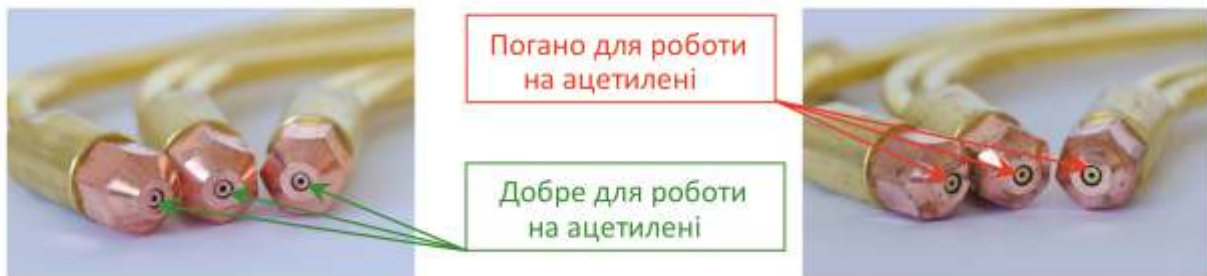 Погано для роботи
на ацетилені
Добре для роботи
на ацетилені